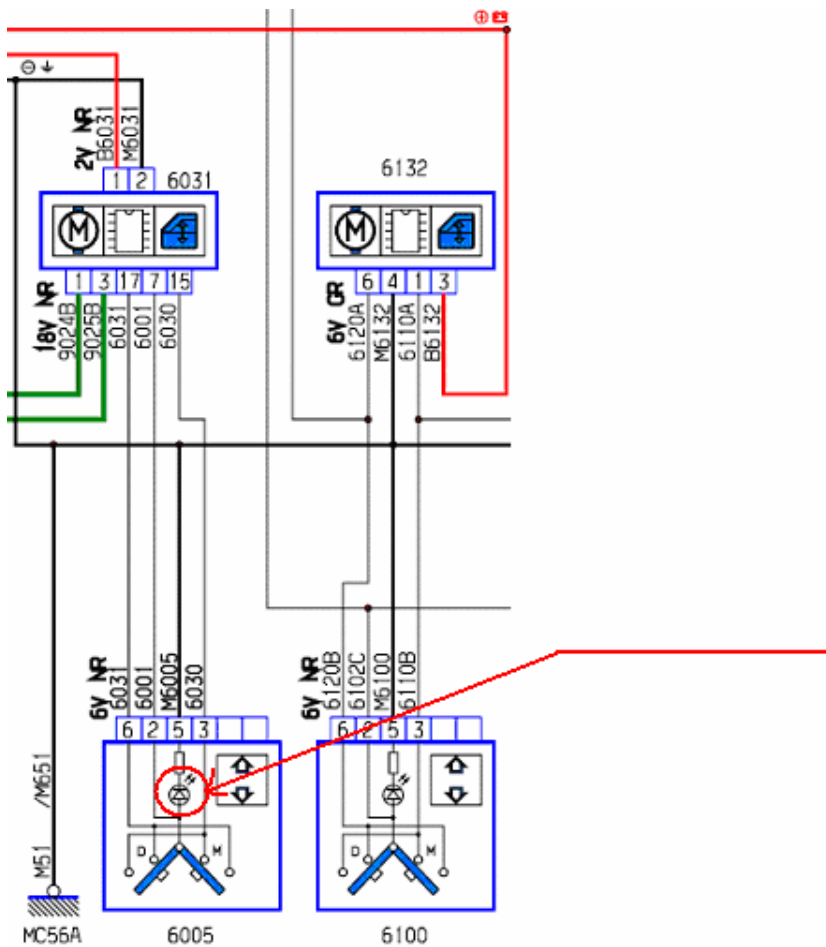 2V NR
B6031
M6031
1 2
6031
6132
M
M
1 3 17 7 15
6 4 1 3
18V NR
9024B
9025B
6031
6001
6030
6V GR
6120A
M6132
6110A
B6132
6V NR
6031
6001
M6005
6030
6V NR
6120B
6102C
M6100
6110B
6 2 5 3
6 2 5 3
M51 /M651
D M
D M
MC56A
6005
6100